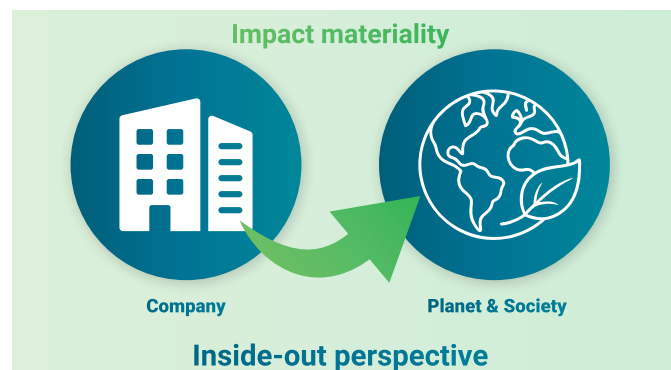 Impact materiality
Company
Planet & Society
Inside-out perspective